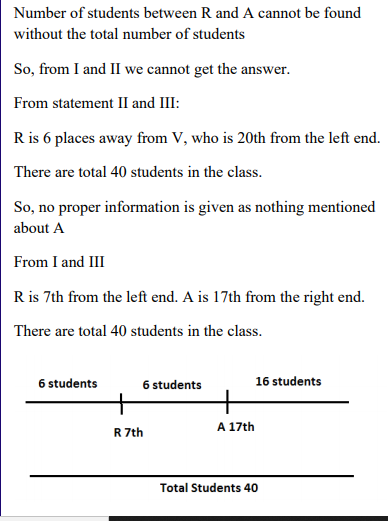 Number of students between R and A cannot be found
without the total number of students
So, from I and II we cannot get the answer.
From statement II and III:
R is 6 places away from V, who is 20th from the left end.
There are total 40 students in the class.
So, no proper information is given as nothing mentioned
about A
From I and III
R is 7th from the left end. A is 17th from the right end.
There are total 40 students in the class.
6 students 6 students 16 students
R 7th A 17th
Total Students 40